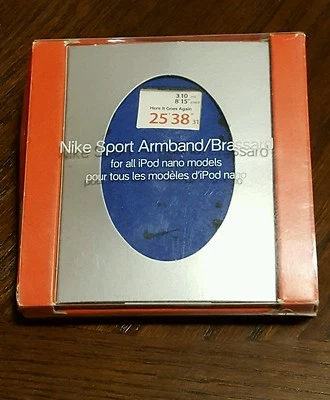 3.10
8'15"
Here It Goes Again
25 38
Nike Sport Armband/Brassard
for all iPod nano models
pour tous les modèles d'iPod nano